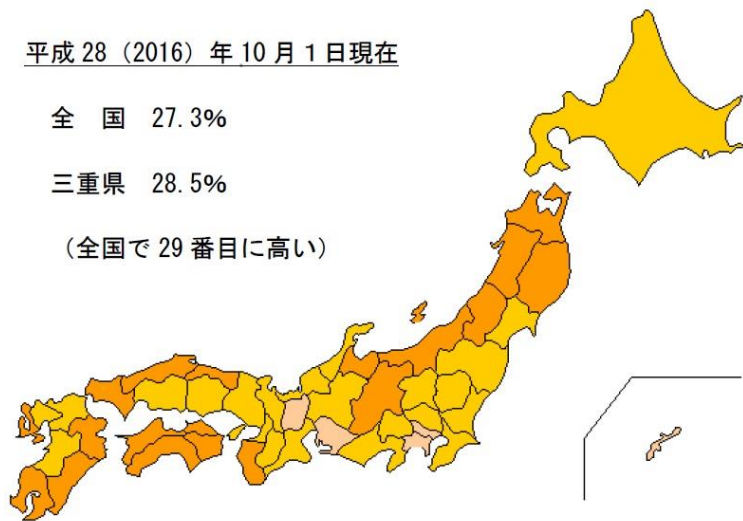 平成 28（2016）年 10 月 1 日現在
全　国　27.3%
三重県　28.5%
（全国で 29 番目に高い）